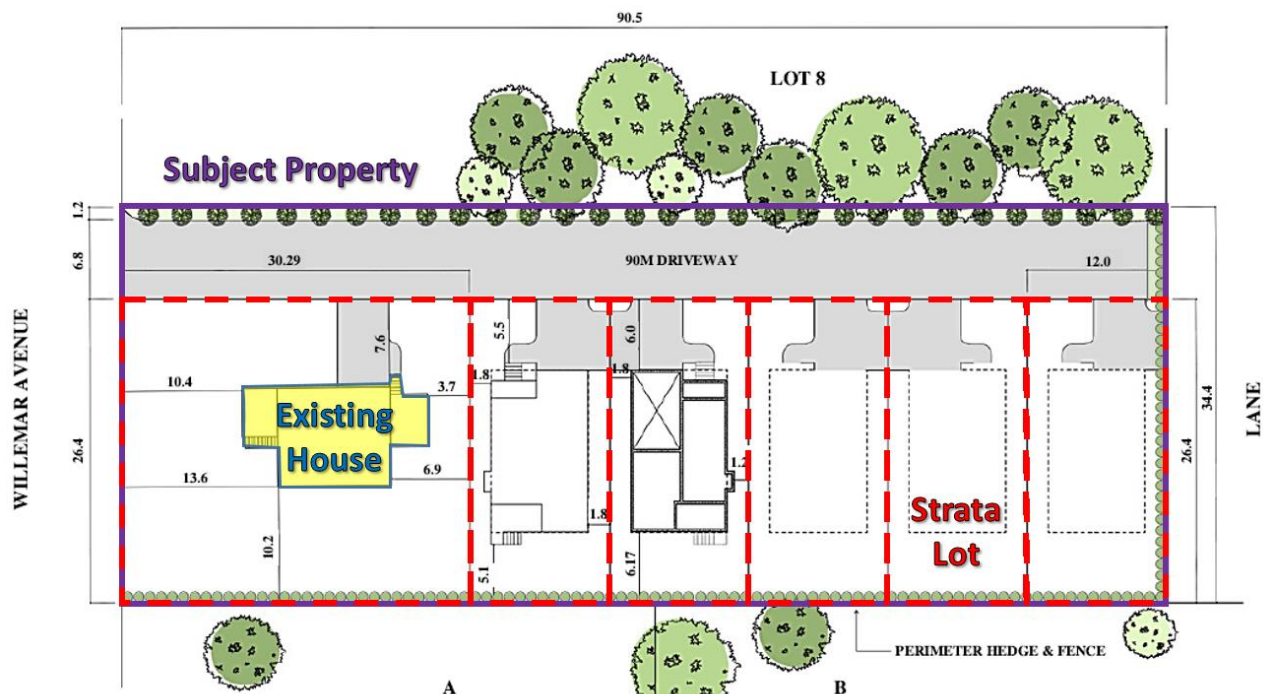 90.5
LOT 8
Subject Property
1.2
6.8
30.29
90M DRIVEWAY
12.0
WILLEMAR AVENUE
26.4
7.6
5.5
6.0
10.4
3.7
1.8
1.8
Existing
House
13.6
6.9
10.2
1.8
1.2
5.1
6.17
Strata
Lot
26.4
34.4
LANE
PERIMETER HEDGE & FENCE
A
B